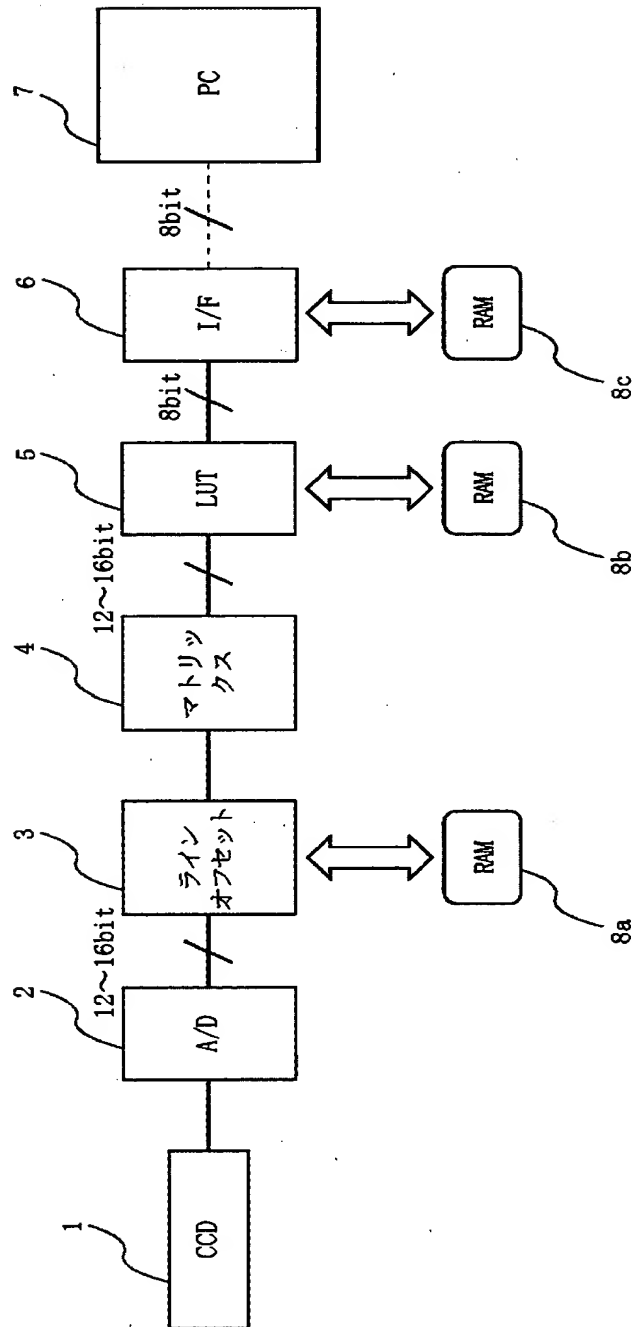 1
CCD
2
A/D
12～16bit
3
ライン
オフセット
4
マトリッ
クス
12～16bit
5
LUT
8bit
6
I/F
8bit
7
PC
RAM
8a
RAM
8b
RAM
8c